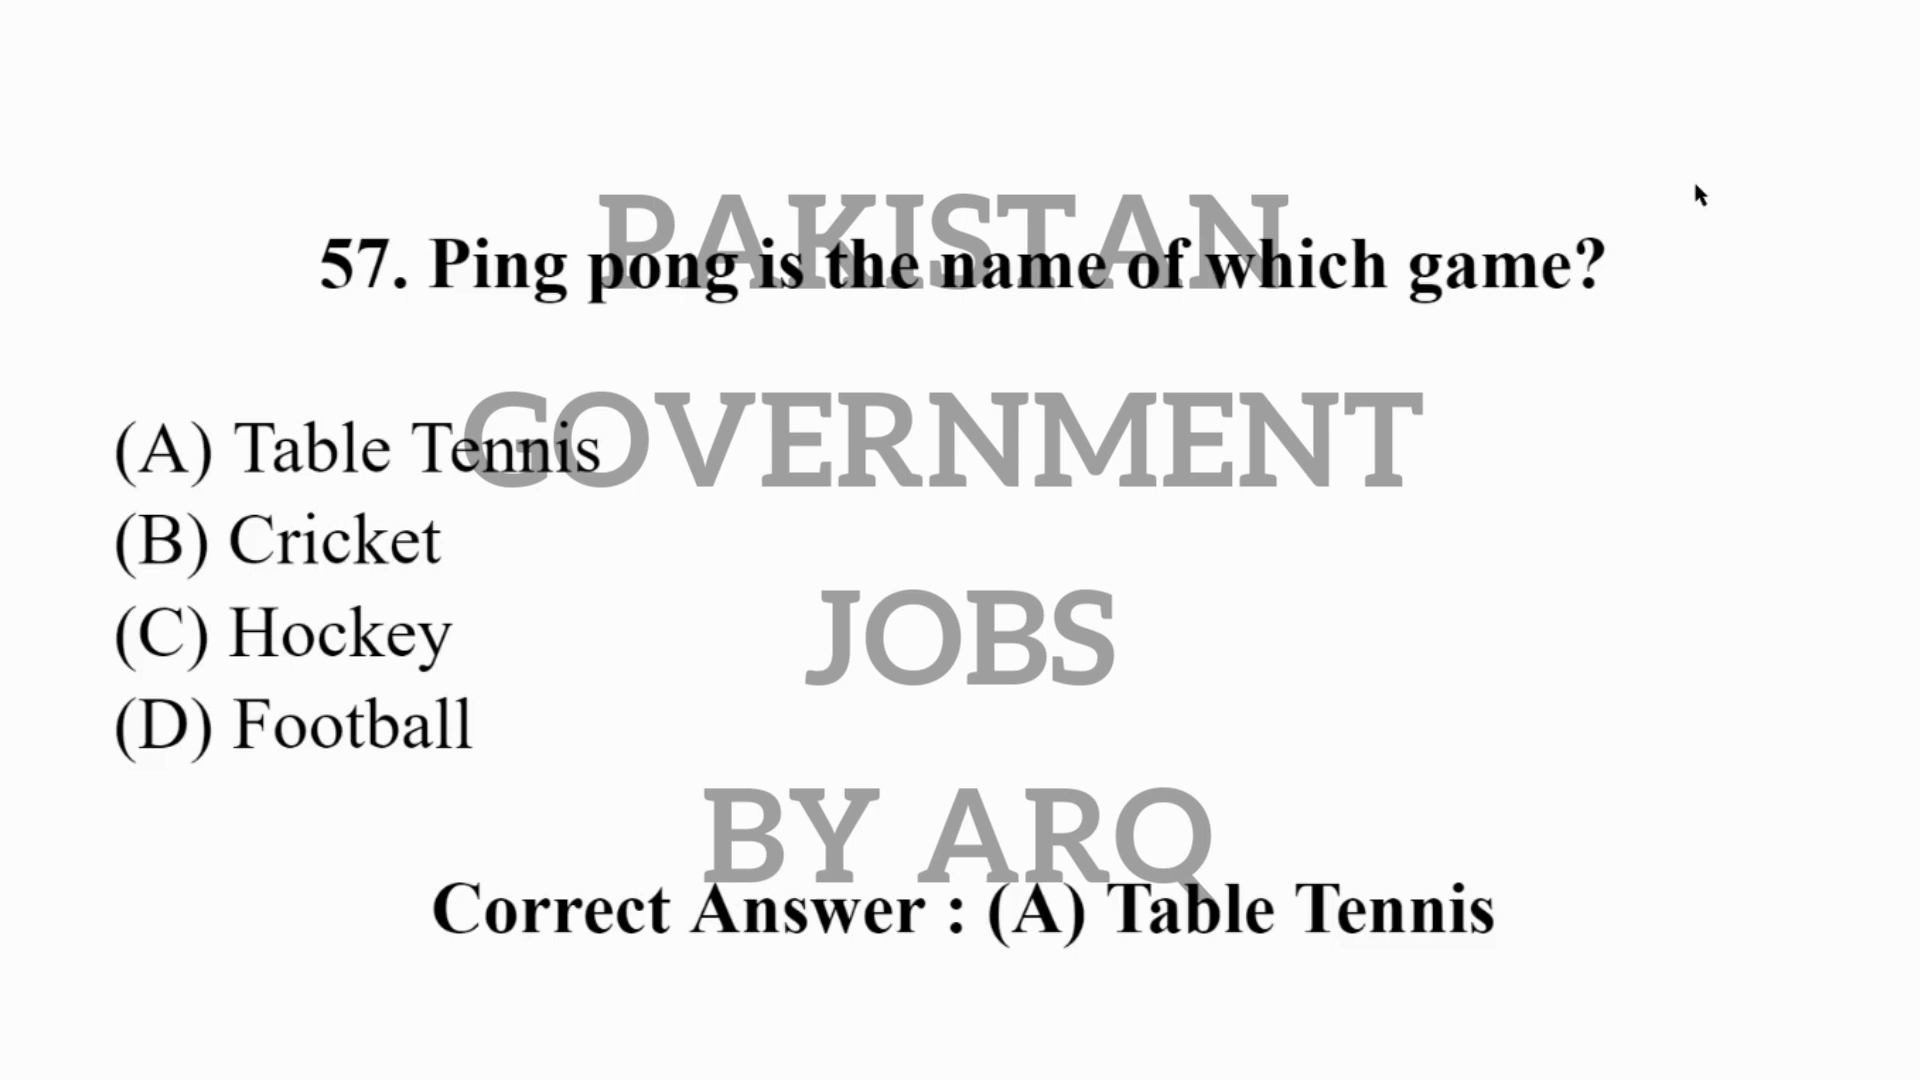 PAKISTAN
57. Ping pong is the name of which game?
GOVERNMENT
(A) Table Tennis
(B) Cricket
JOBS
(C) Hockey
(D) Football
BY ARQ
Correct Answer : (A) Table Tennis